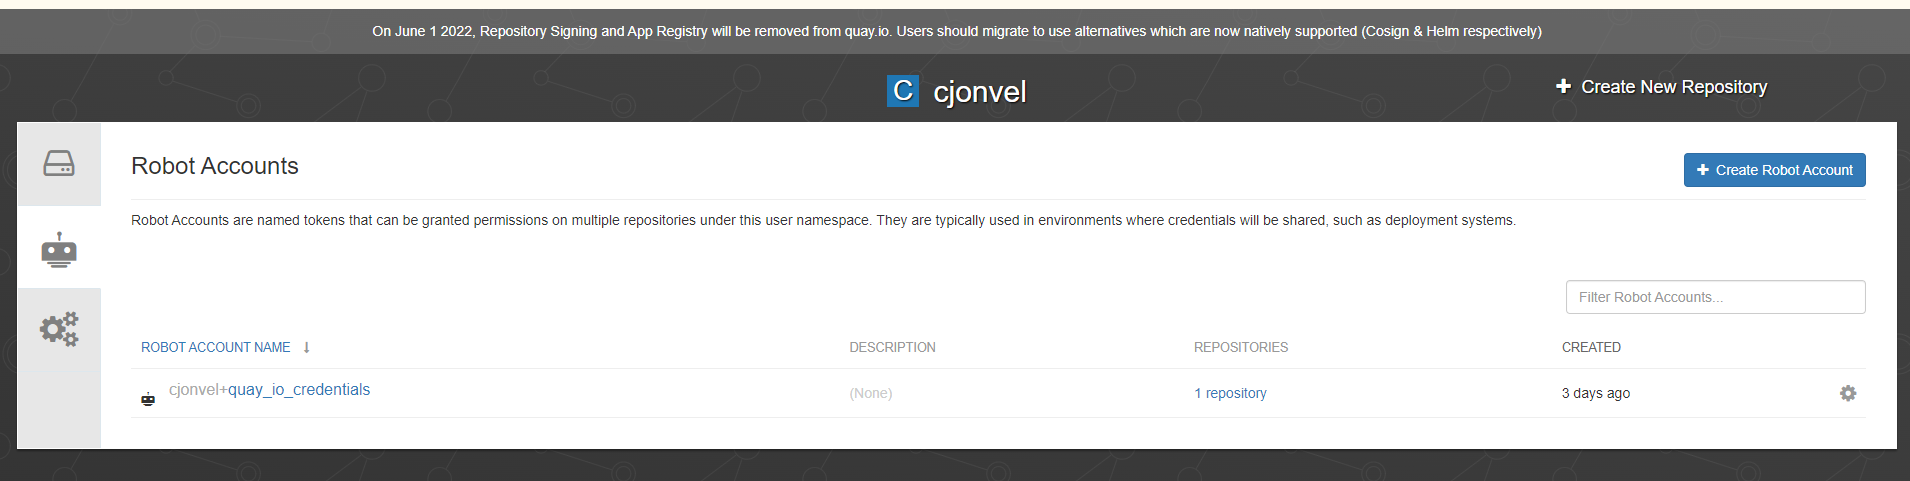 On June 1 2022, Repository Signing and App Registry will be removed from quay.io. Users should migrate to use alternatives which are now natively supported (Cosign & Helm respectively)
C cjonvel
Create New Repository
Robot Accounts
Create Robot Account
Robot Accounts are named tokens that can be granted permissions on multiple repositories under this user namespace. They are typically used in environments where credentials will be shared, such as deployment systems.
Filter Robot Accounts...
ROBOT ACCOUNT NAME DESCRIPTION REPOSITORIES CREATED
cjonvel+quay_io_credentials (None) 1 repository 3 days ago